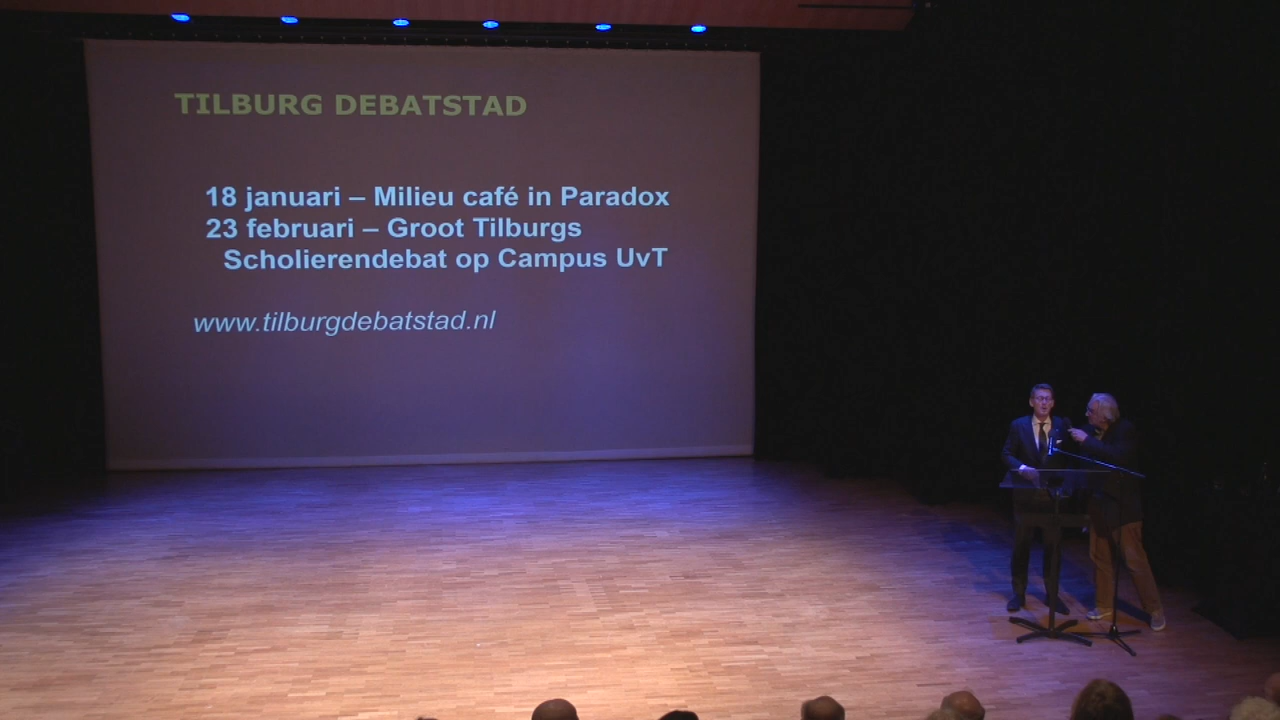 TILBURG DEBATSTAD
18 januari – Milieu café in Paradox
23 februari – Groot Tilburgs
Scholierendebat op Campus UvT
www.tilburgdebatstad.nl